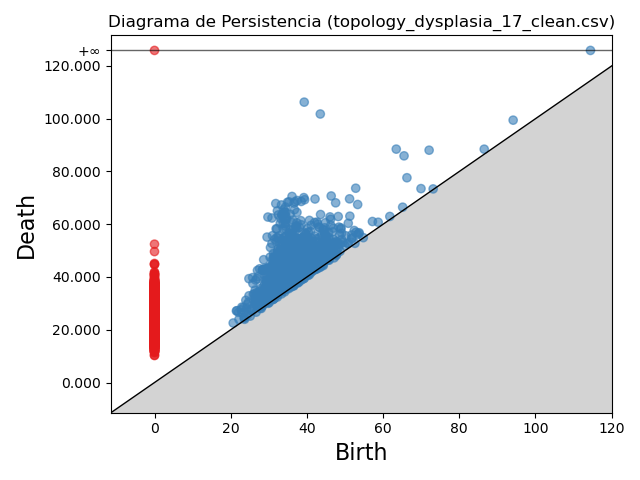 Diagrama de Persistencia (topology_dysplasia_17_clean.csv)
+∞
120.000
100.000
80.000
60.000
40.000
20.000
0.000
Death
0 20 40 60 80 100 120
Birth